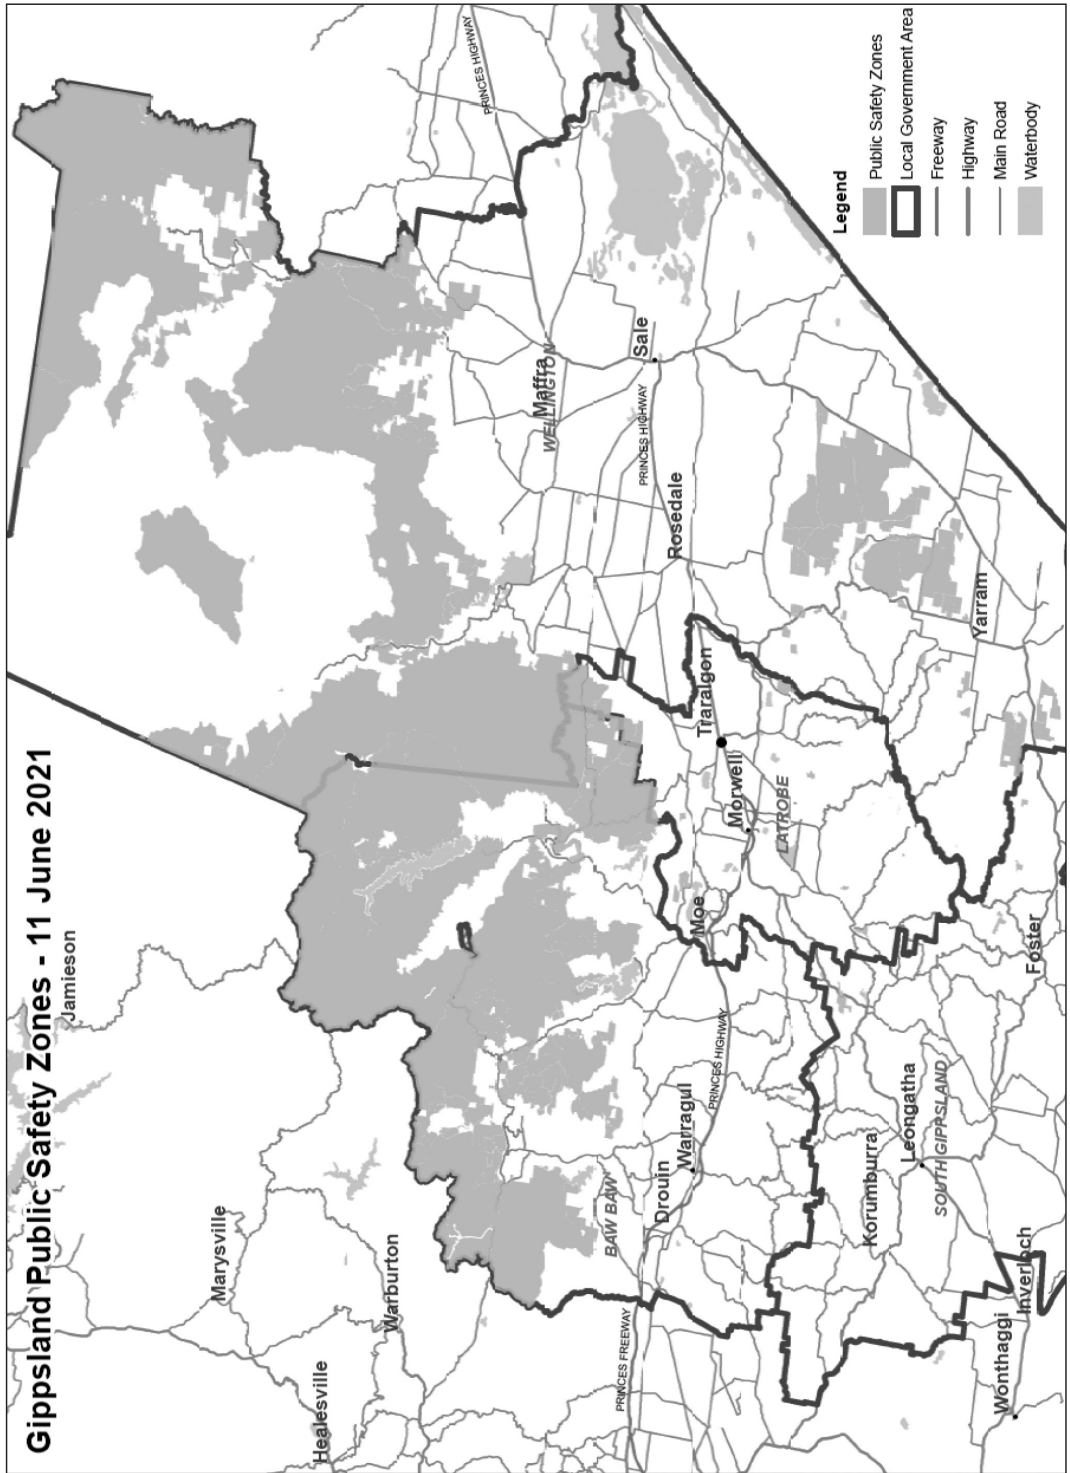 Gippsland Public Safety Zones - 11 June 2021
Jamieson
Marysville
Healesville
Warburton
PRINCES HIGHWAY
Maffra
WELLINGTON
Sale
PRINCES HIGHWAY
Rosedale
Traralgon
Morwell
LATROBE
Moe
PRINCES HIGHWAY
Warragul
Drouin
BAW BAW
PRINCES FREEWAY
Yarram
Foster
Leongatha
SOUTH GIPPSLAND
Korumburra
Inverloch
Wonthaggi
Legend
Public Safety Zones
Local Government Area
Freeway
Highway
Main Road
Waterbody